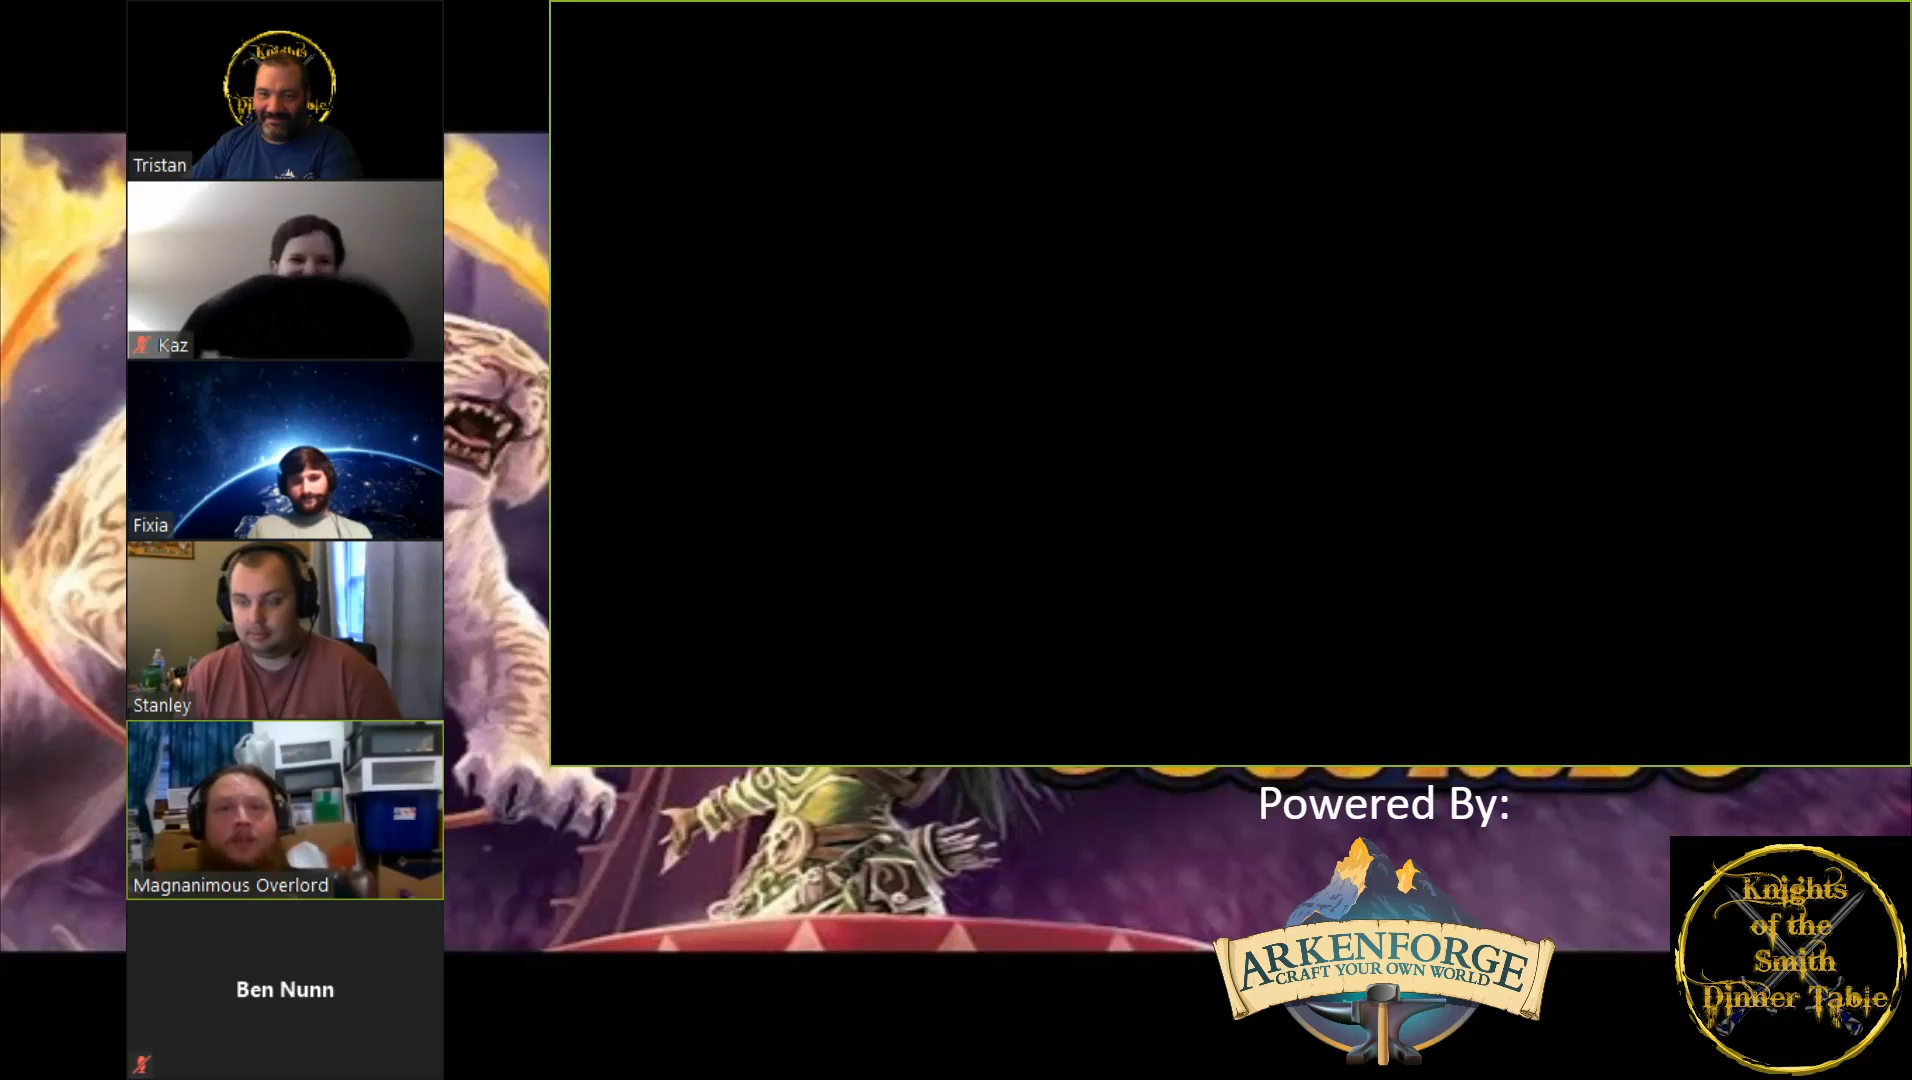 Knights
Tristan
Kaz
Fixia
Stanley
Magnanimous Overlord
Ben Nunn
Powered By:
ARKENFORGE
CRAFT YOUR OWN WORLD
Knights
of the
Smith
Dinner Table